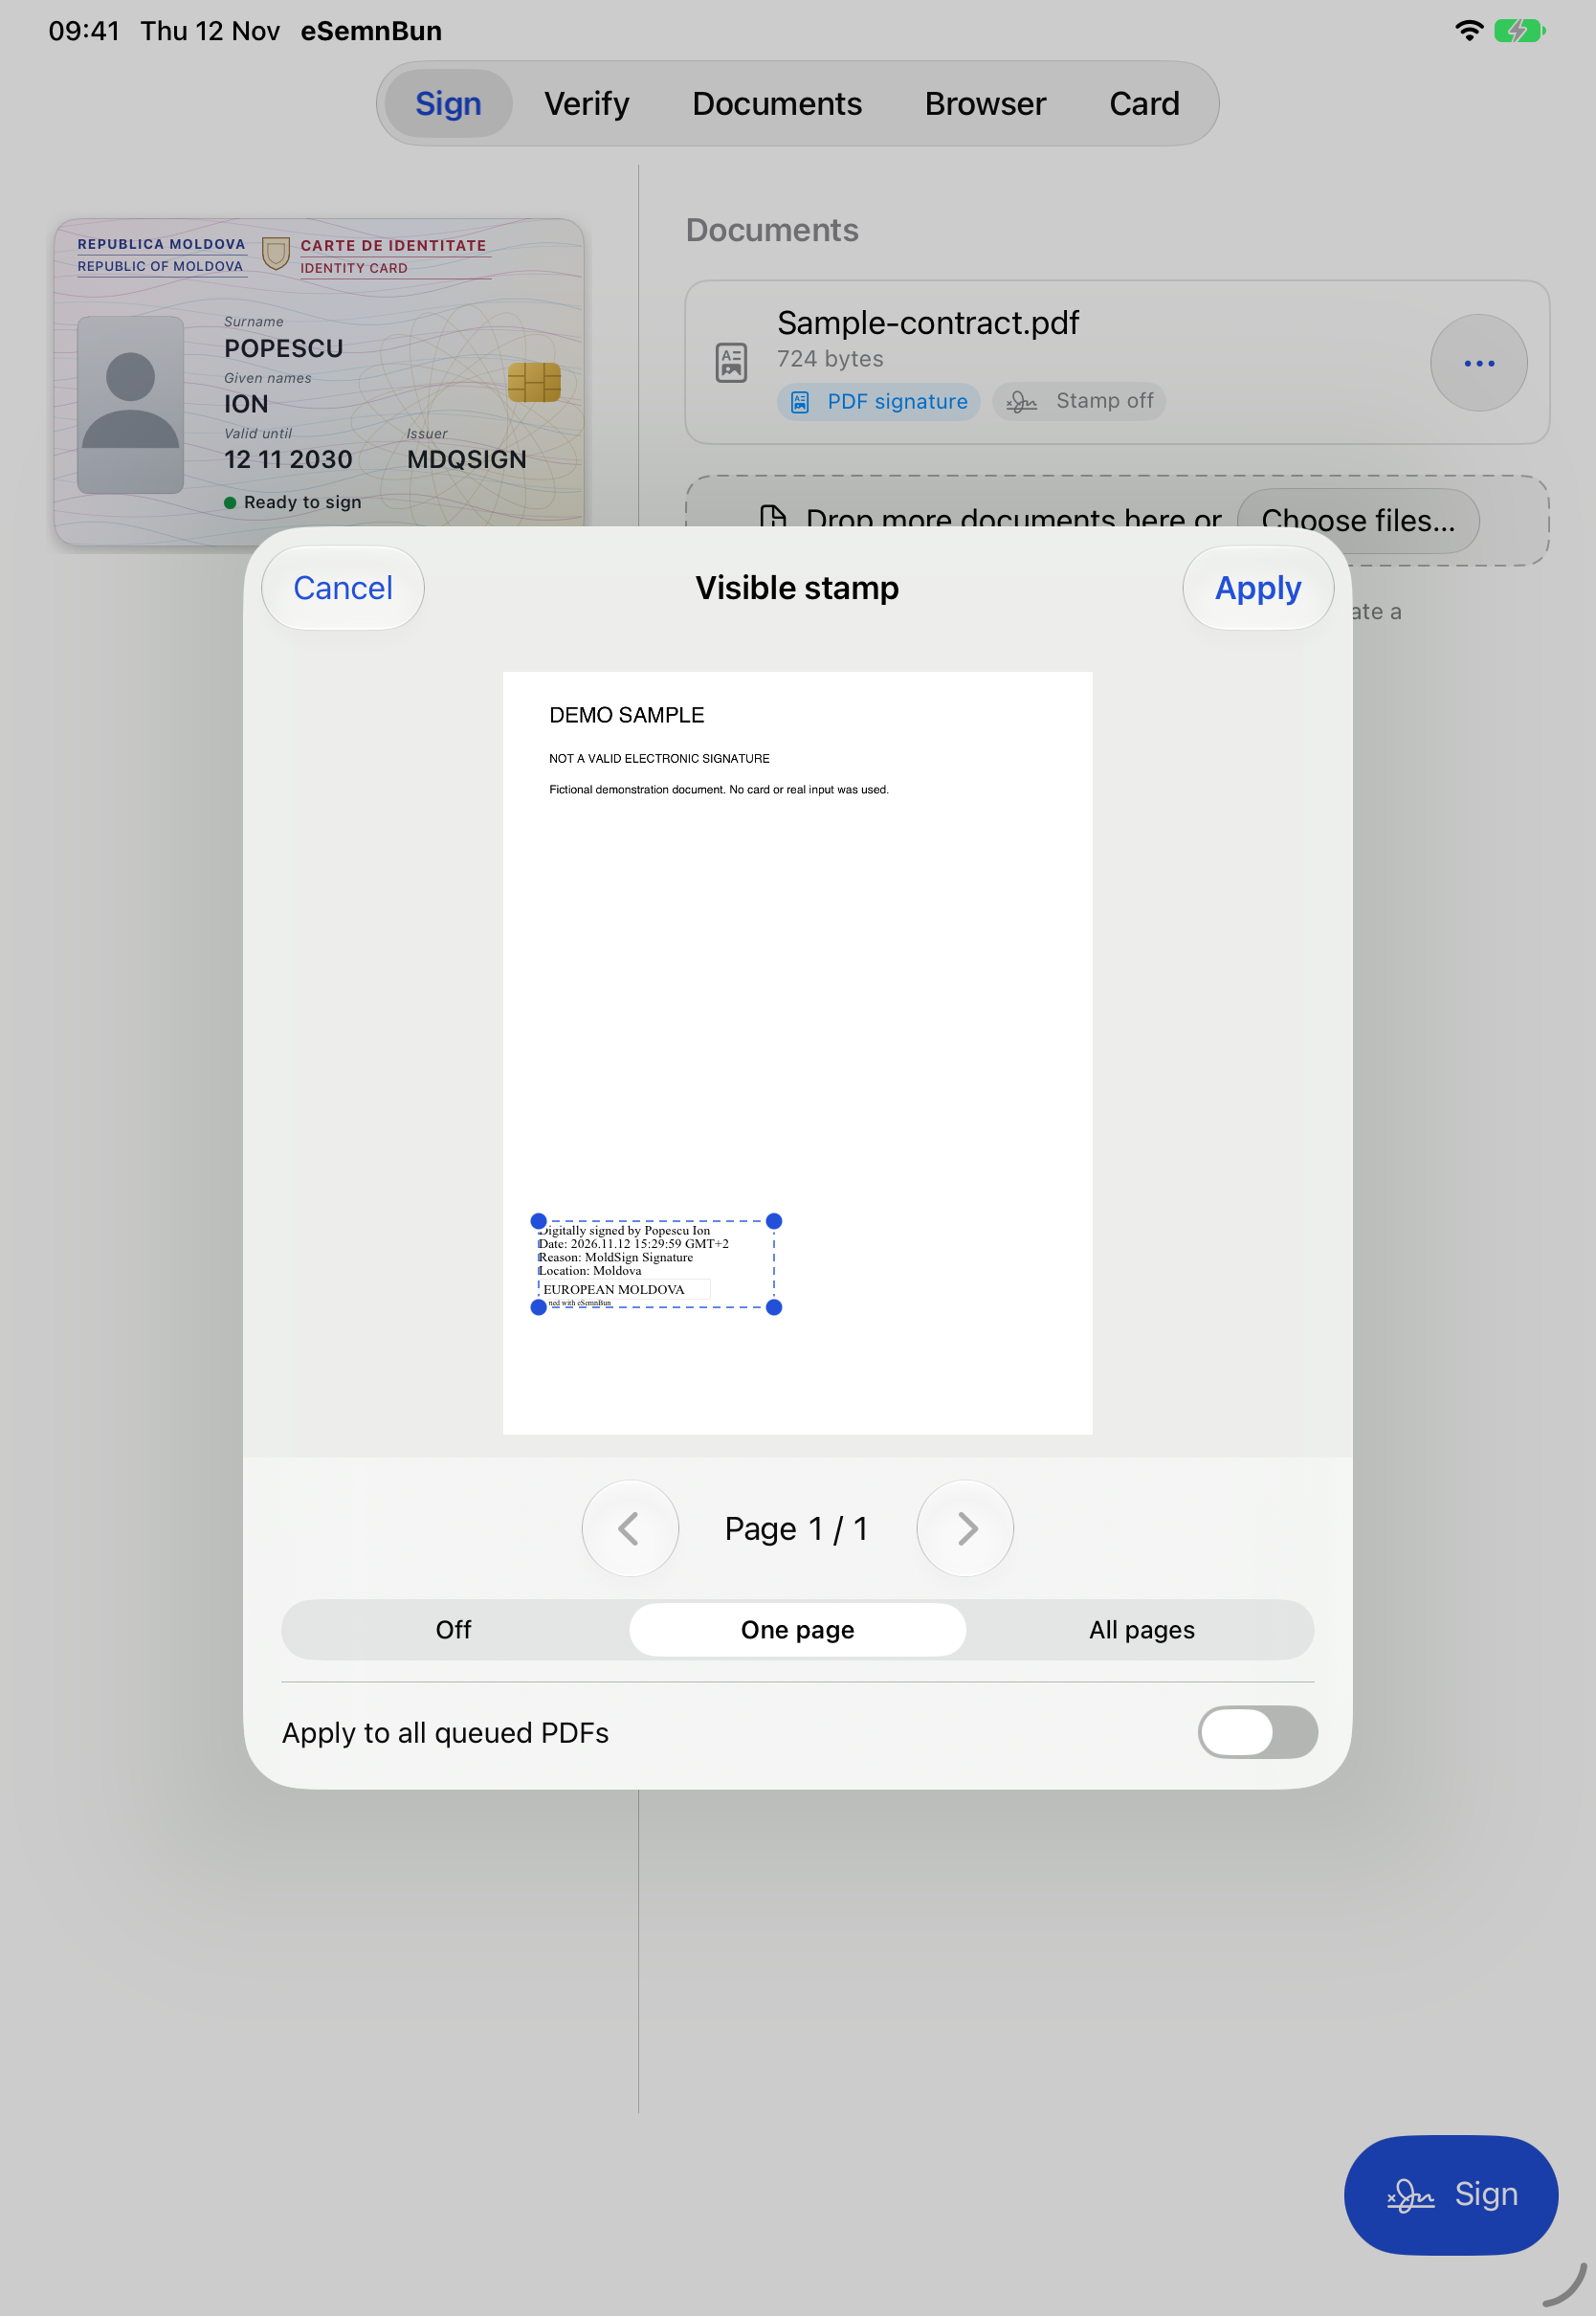 09:41 Thu 12 Nov eSemnBun
Sign Verify Documents Browser Card
REPUBLICA MOLDOVA
REPUBLIC OF MOLDOVA
CARTE DE IDENTITATE
IDENTITY CARD
Surname
POPESCU
Given names
ION
Valid until
12 11 2030
Issuer
MDQSIGN
Ready to sign
Documents
Sample-contract.pdf
724 bytes
PDF signature Stamp off
Drop more documents here or Choose files...
ate a
Cancel Visible stamp Apply
DEMO SAMPLE
NOT A VALID ELECTRONIC SIGNATURE
Fictional demonstration document. No card or real input was used.
Digitally signed by Popescu Ion
Date: 2026.11.12 15:29:59 GMT+2
Reason: MoldSign Signature
Location: Moldova
EUROPEAN MOLDOVA
ned with eSemnBun
Page 1 / 1
Off One page All pages
Apply to all queued PDFs
Sign